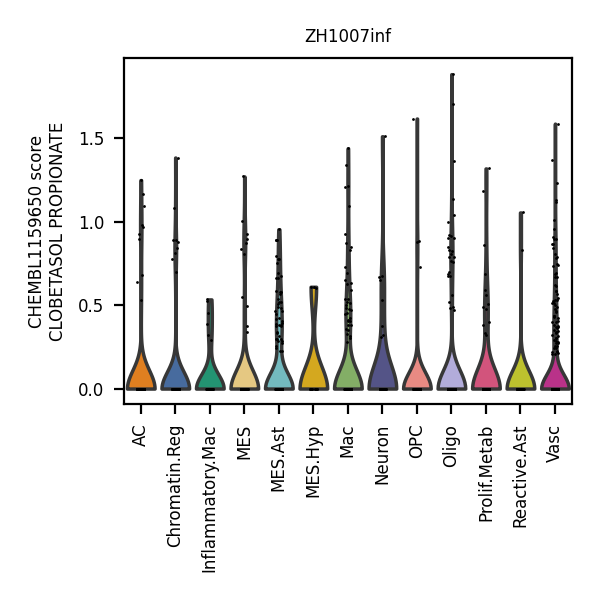 ZH1007inf
CHEMBL1159650 score
CLOBETASOL PROPIONATE
1.5
1.0
0.5
0.0
AC
Chromatin.Reg
Inflammatory.Mac
MES
MES.Ast
MES.Hyp
Mac
Neuron
OPC
Oligo
Prolif.Metab
Reactive.Ast
Vasc